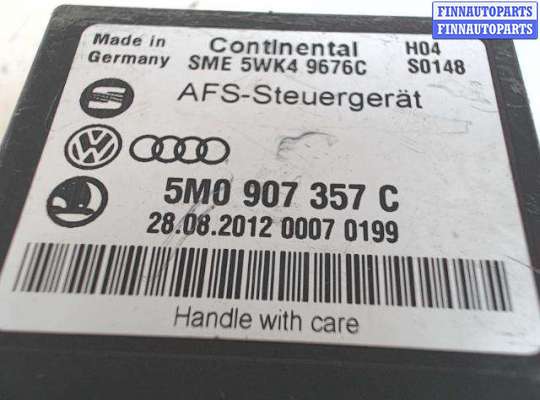 FINNAUTOPARTS
FINNAUTOPARTS
Made in Continental H04
Germany SME 5WK4 9676C S0148
AFS-Steuergerät
5M0 907 357 C
28.08.2012 0007 0199
Handle with care